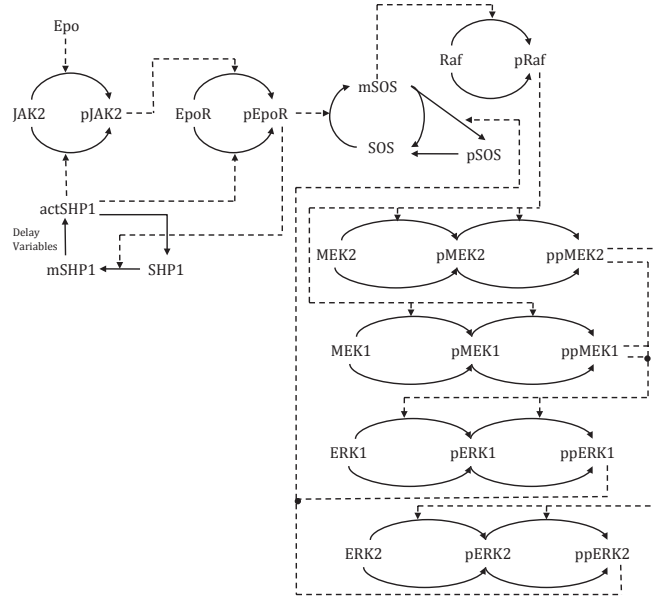 Epo
JAK2
pJAK2
EpoR
pEpoR
mSOS
SOS
pSOS
Raf
pRaf
actSHP1
Delay
Variables
mSHP1
SHP1
MEK2
pMEK2
ppMEK2
MEK1
pMEK1
ppMEK1
ERK1
pERK1
ppERK1
ERK2
pERK2
ppERK2